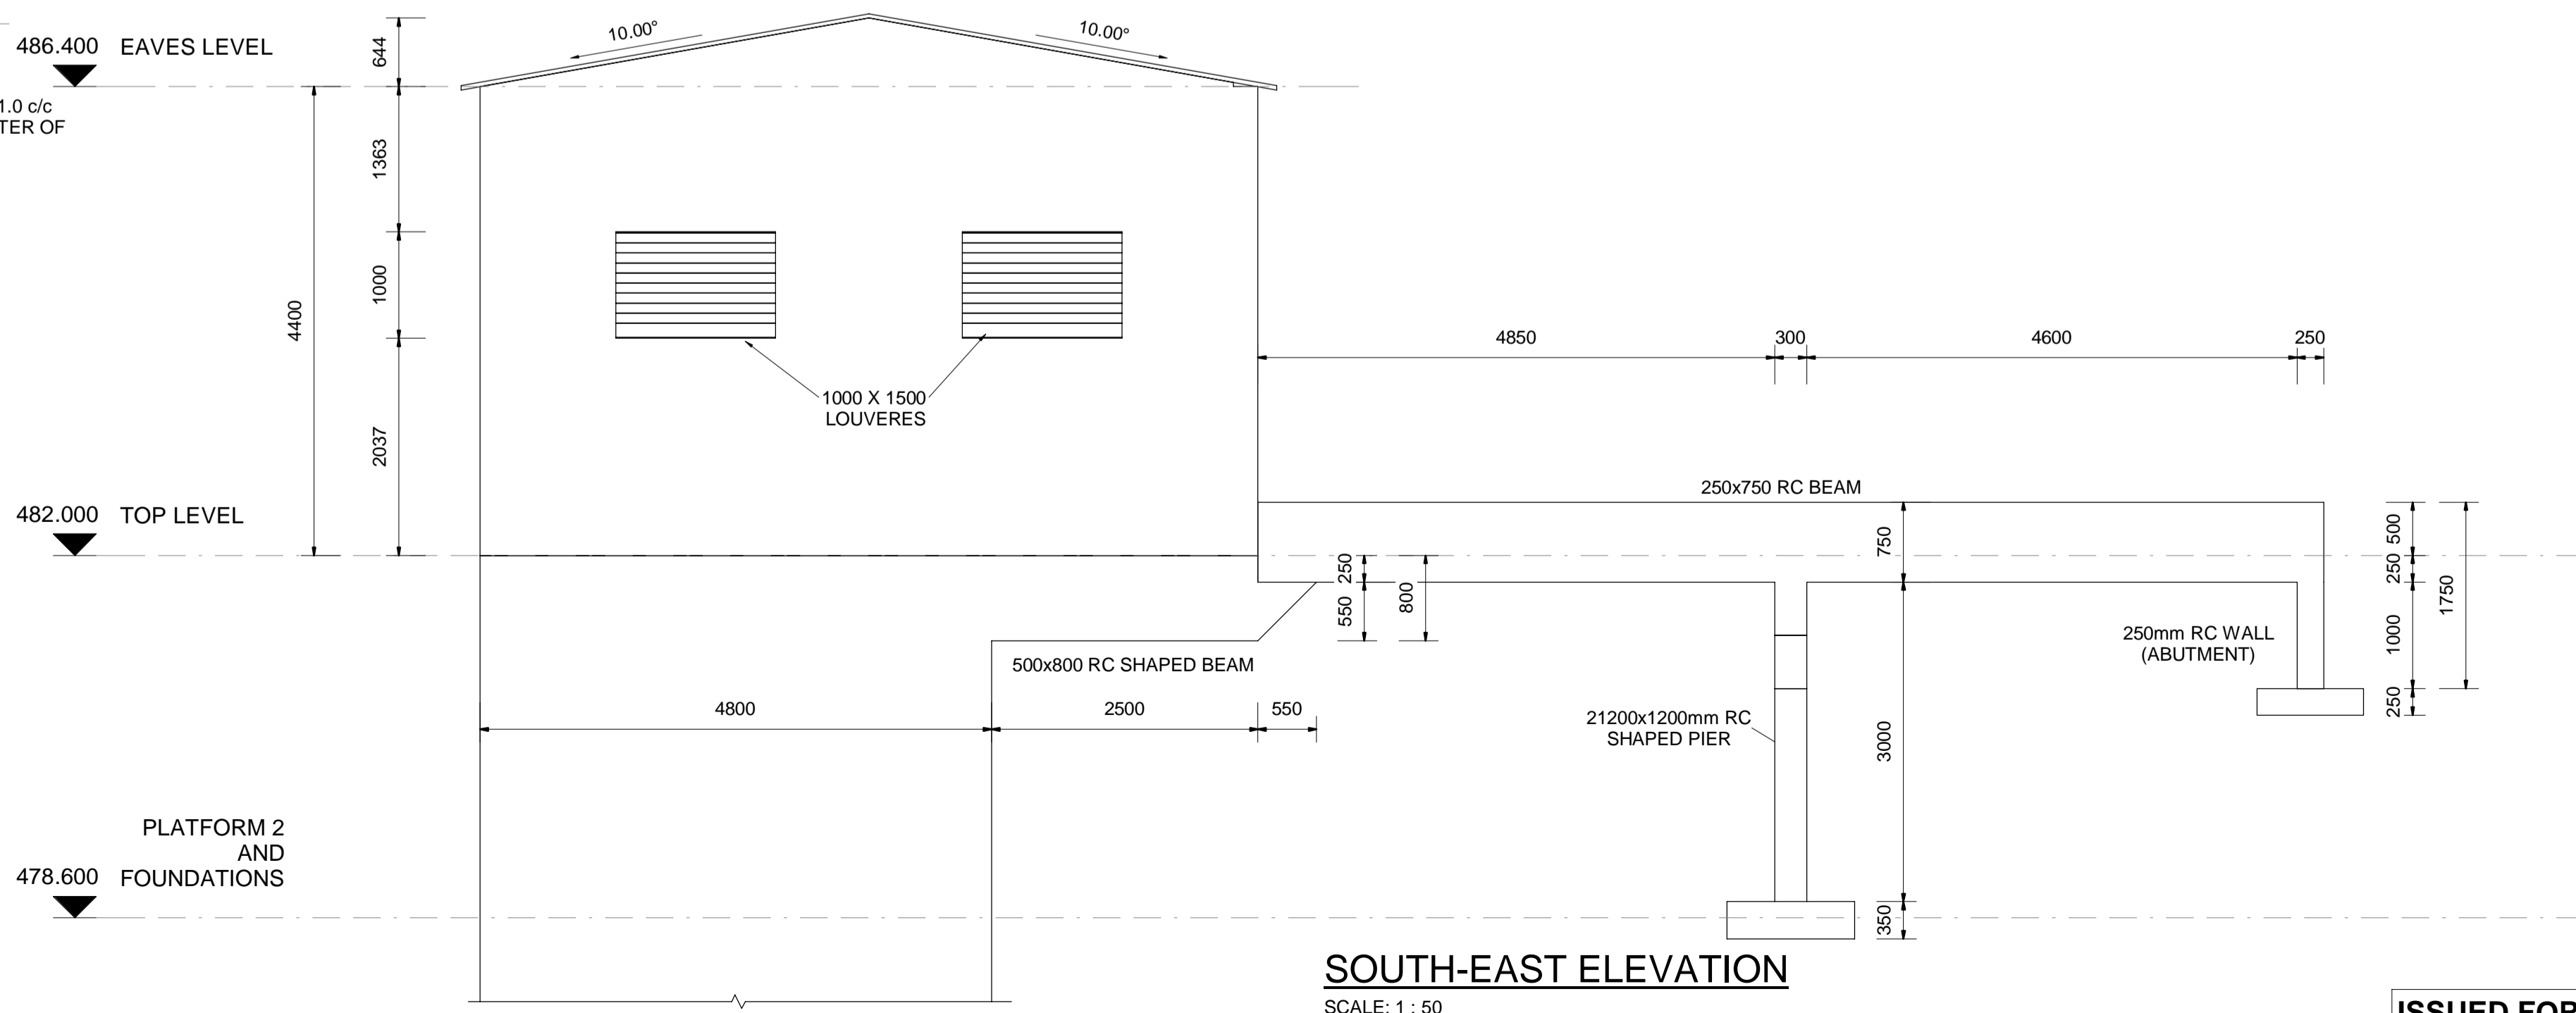 486.400 EAVES LEVEL
1.0 c/c
TER OF
644
10.00°
10.00°
1363
1000
4400
2037
1000 X 1500
LOUVERES
4850
300
4600
250
482.000 TOP LEVEL
250x750 RC BEAM
750
500
250
1750
1000
250
250
550
800
250mm RC WALL
(ABUTMENT)
500x800 RC SHAPED BEAM
4800
2500
550
21200x1200mm RC
SHAPED PIER
3000
350
PLATFORM 2
AND
478.600 FOUNDATIONS
SOUTH-EAST ELEVATION
SCALE: 1 : 50
ISSUED FOR